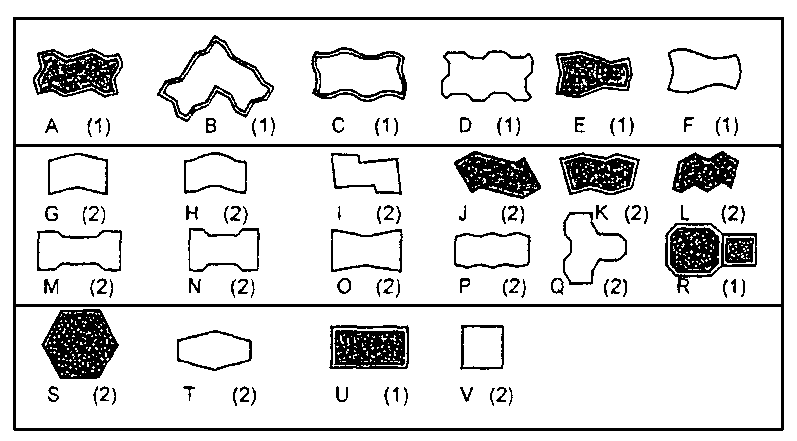 A (1) B (1) C (1) D (1) E (1) F (1)
G (2) H (2) I (2) J (2) K (2) L (2)
M (2) N (2) O (2) P (2) Q (2) R (1)
S (2) T (2) U (1) V (2)